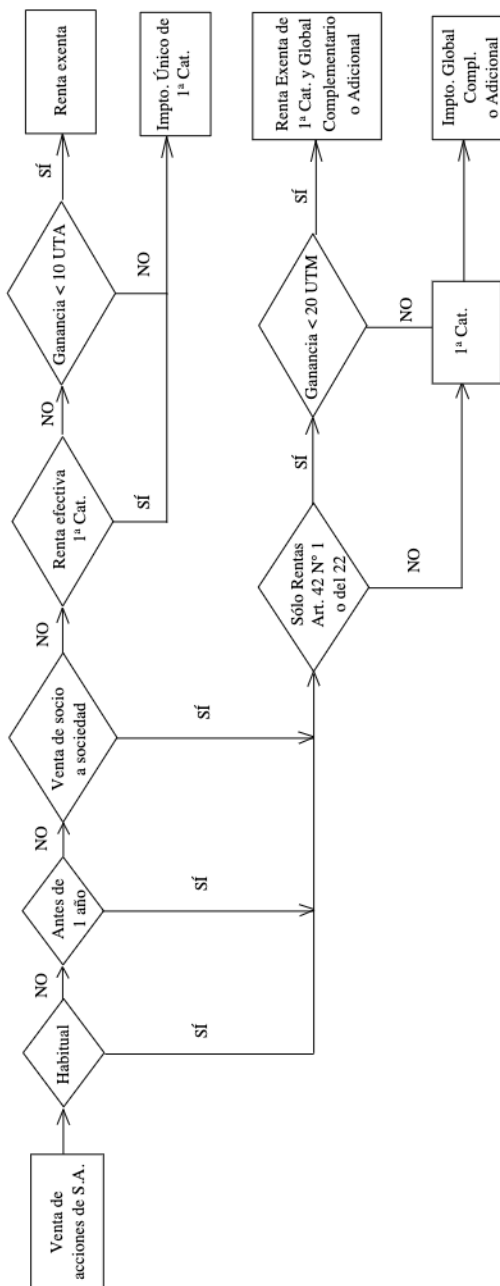 Venta de
acciones de S.A.
Habitual
NO
SÍ
Antes de
1 año
NO
SÍ
Venta de socio
a sociedad
NO
SÍ
Renta efectiva
1ª Cat.
NO
SÍ
Ganancia < 10 UTA
SÍ
NO
Renta exenta
Impto. Único de
1ª Cat.
Sólo Rentas
Art. 42 N° 1
o del 22
SÍ
NO
Ganancia < 20 UTM
SÍ
NO
Renta Exenta de
1ª Cat. y Global
Complementario
o Adicional
1ª Cat.
Impto. Global
Compl.
o Adicional